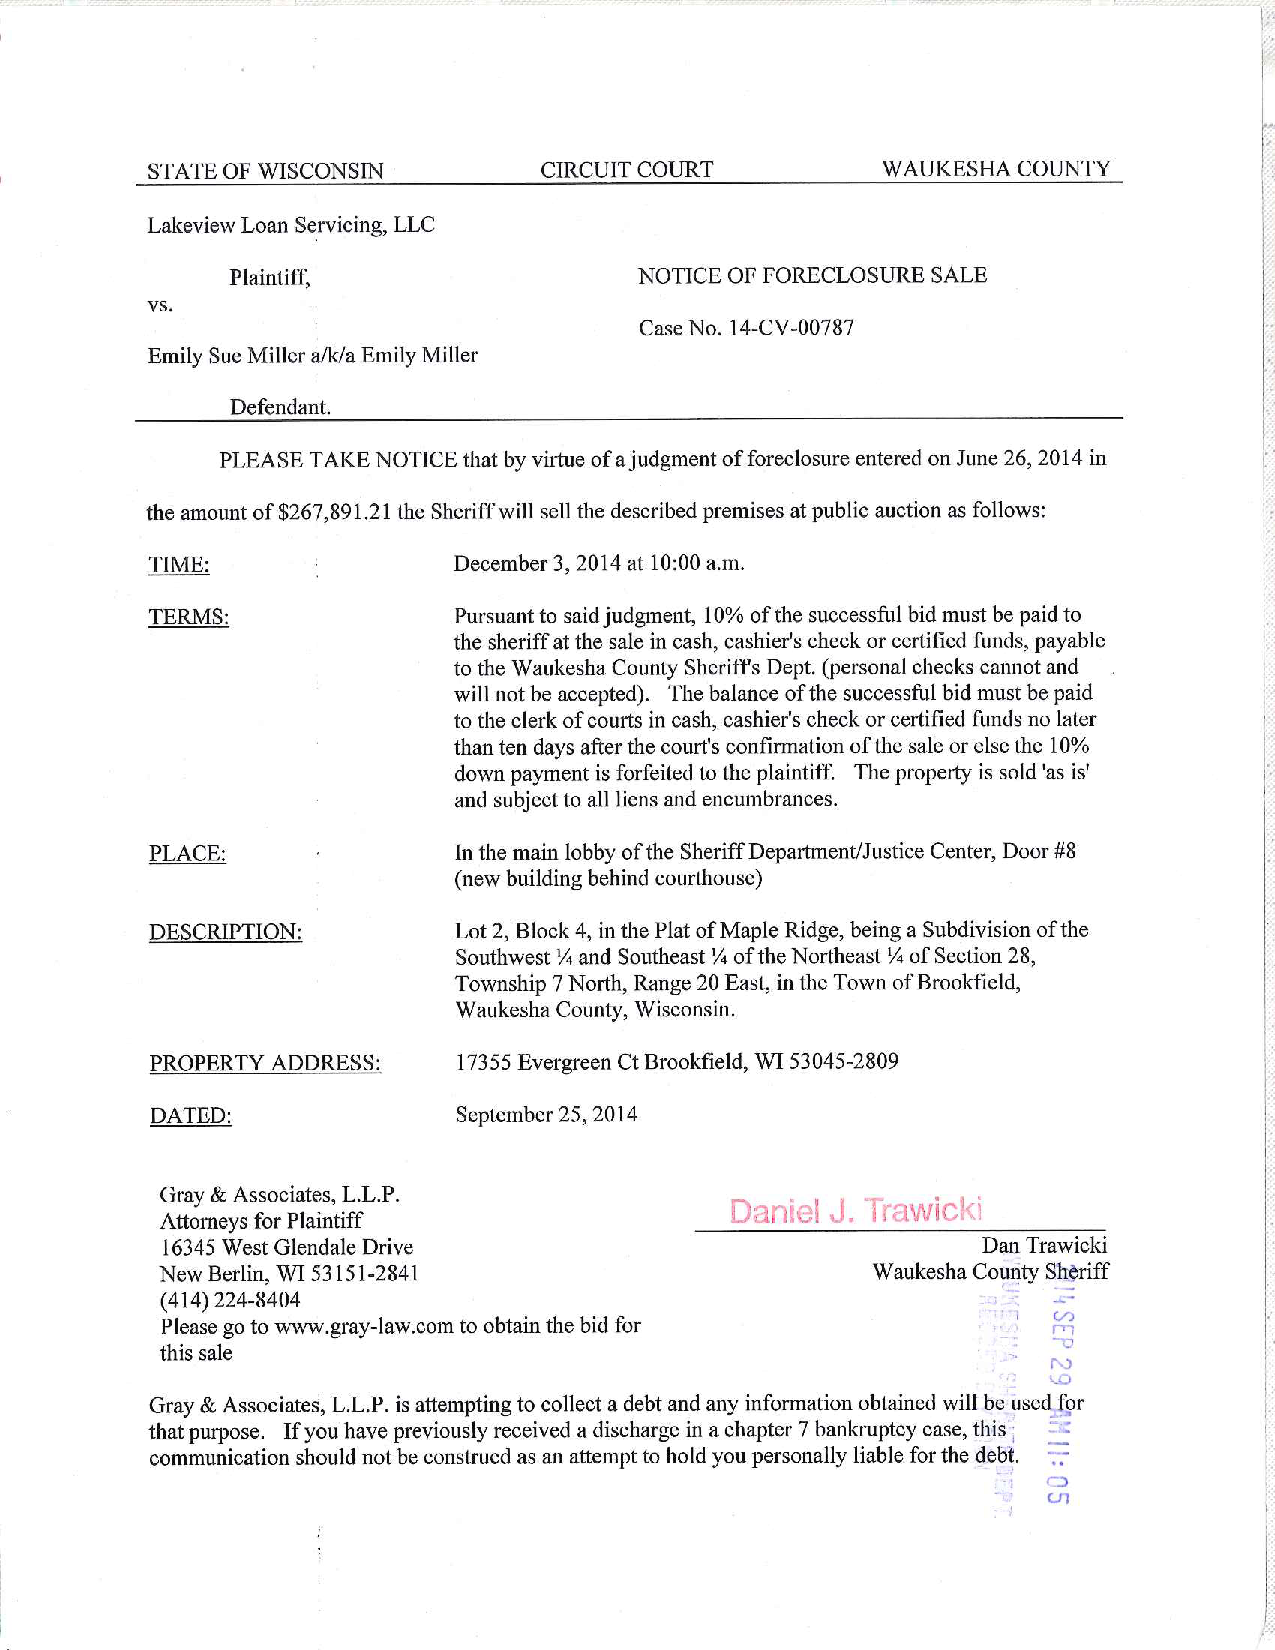 STATE OF WISCONSIN CIRCUIT COURT WAUKESHA COUNTY
Lakeview Loan Servicing, LLC
Plaintiff, NOTICE OF FORECLOSURE SALE
vs.
Case No. 14-CV-00787
Emily Sue Miller a/k/a Emily Miller
Defendant.
PLEASE TAKE NOTICE that by virtue of a judgment of foreclosure entered on June 26, 2014 in
the amount of $267,891.21 the Sheriff will sell the described premises at public auction as follows:
TIME: December 3, 2014 at 10:00 a.m.
TERMS: Pursuant to said judgment, 10% of the successful bid must be paid to
the sheriff at the sale in cash, cashier's check or certified funds, payable
to the Waukesha County Sheriff's Dept. (personal checks cannot and
will not be accepted). The balance of the successful bid must be paid
to the clerk of courts in cash, cashier's check or certified funds no later
than ten days after the court's confirmation of the sale or else the 10%
down payment is forfeited to the plaintiff. The property is sold 'as is'
and subject to all liens and encumbrances.
PLACE: In the main lobby of the Sheriff Department/Justice Center, Door #8
(new building behind courthouse)
DESCRIPTION: Lot 2, Block 4, in the Plat of Maple Ridge, being a Subdivision of the
Southwest ¼ and Southeast ¼ of the Northeast ¼ of Section 28,
Township 7 North, Range 20 East, in the Town of Brookfield,
Waukesha County, Wisconsin.
PROPERTY ADDRESS: 17355 Evergreen Ct Brookfield, WI 53045-2809
DATED: September 25, 2014
Gray & Associates, L.L.P.
Attorneys for Plaintiff
16345 West Glendale Drive
New Berlin, WI 53151-2841
(414) 224-8404
Please go to www.gray-law.com to obtain the bid for
this sale
Daniel J. Trawicki
Dan Trawicki
Waukesha County Sheriff
SEP 29 AM 11:05
Gray & Associates, L.L.P. is attempting to collect a debt and any information obtained will be used for
that purpose. If you have previously received a discharge in a chapter 7 bankruptcy case, this
communication should not be construed as an attempt to hold you personally liable for the debt.